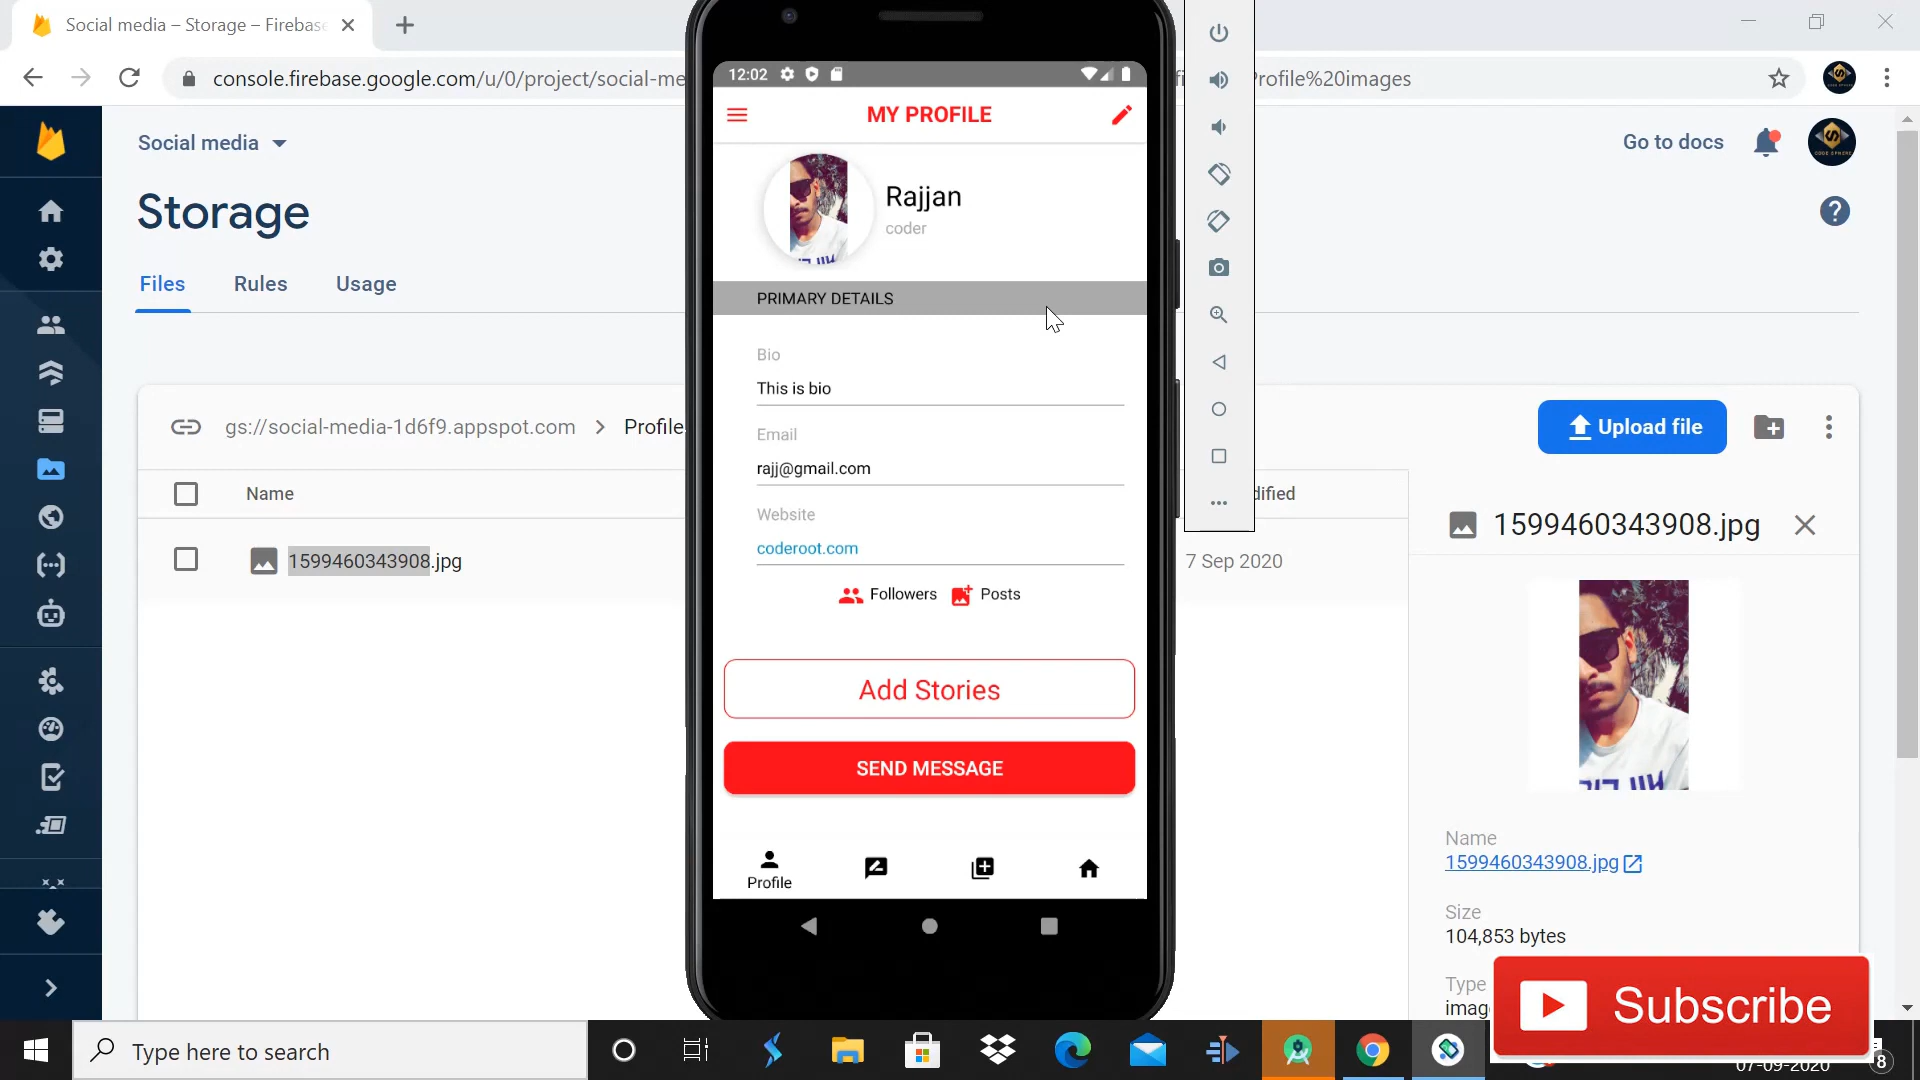 Social media – Storage – Firebase
console.firebase.google.com/u/0/project/social-me
rofile%20images
Social media
Go to docs
Storage
Files
Rules
Usage
gs://social-media-1d6f9.appspot.com
Profile
Upload file
Name
dified
1599460343908.jpg
7 Sep 2020
1599460343908.jpg
Name
1599460343908.jpg
Size
104,853 bytes
Type
imag
12:02
MY PROFILE
Rajjan
coder
PRIMARY DETAILS
Bio
This is bio
Email
rajj@gmail.com
Website
coderoot.com
Followers
Posts
Add Stories
SEND MESSAGE
Profile
Subscribe
Type here to search
07-09-2020
8